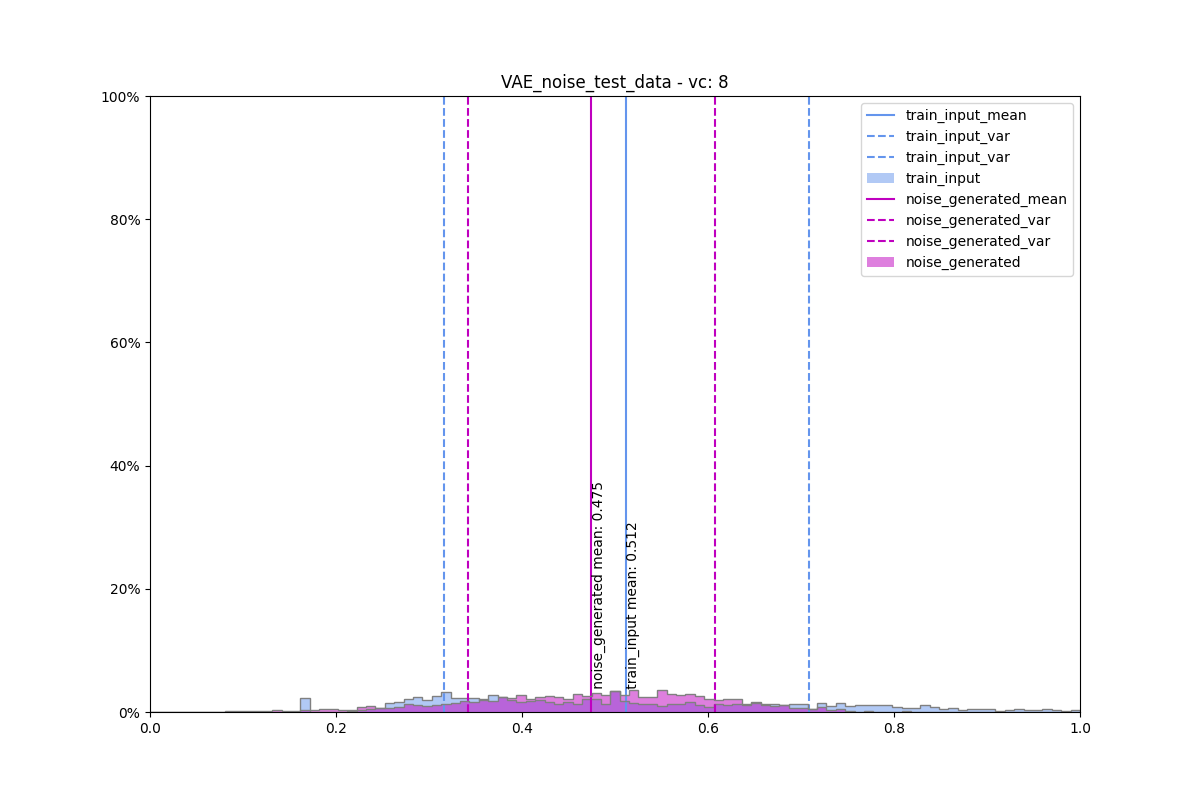 VAE_noise_test_data - vc: 8
100%
80%
60%
40%
20%
0%
0.0
0.2
0.4
0.6
0.8
1.0
train_input_mean
train_input_var
train_input_var
train_input
noise_generated_mean
noise_generated_var
noise_generated_var
noise_generated
noise_generated mean: 0.475
train_input mean: 0.512